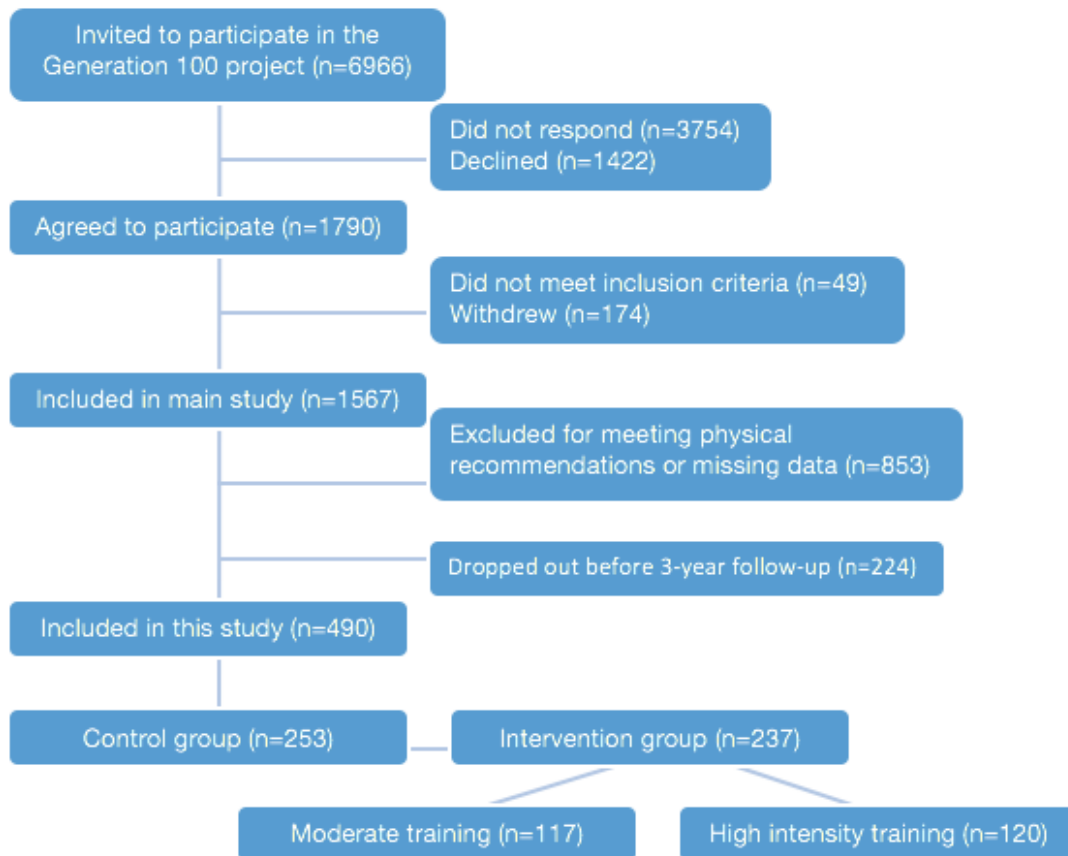 Invited to participate in the
Generation 100 project (n=6966)
Did not respond (n=3754)
Declined (n=1422)
Agreed to participate (n=1790)
Did not meet inclusion criteria (n=49)
Withdrew (n=174)
Included in main study (n=1567)
Excluded for meeting physical
recommendations or missing data (n=853)
Dropped out before 3-year follow-up (n=224)
Included in this study (n=490)
Control group (n=253)
Intervention group (n=237)
Moderate training (n=117)
High intensity training (n=120)